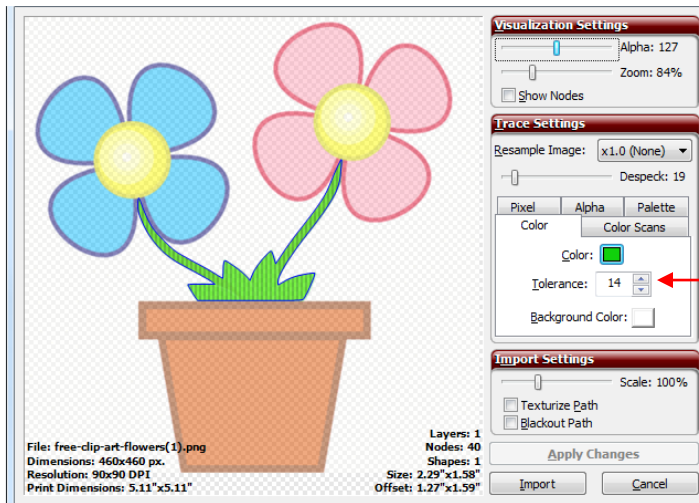 Visualization Settings
Alpha: 127
Zoom: 84%
Show Nodes
Trace Settings
Resample Image: x1.0 (None)
Despeck: 19
Pixel Alpha Palette
Color Color Scans
Color:
Tolerance: 14
Background Color:
Import Settings
Scale: 100%
Texturize Path
Blackout Path
Apply Changes
Import Cancel
File: free-clip-art-flowers(1).png
Dimensions: 460x460 px.
Resolution: 90x90 DPI
Print Dimensions: 5.11"x5.11"
Layers: 1
Nodes: 40
Shapes: 1
Size: 2.29"x1.58"
Offset: 1.27"x1.59"